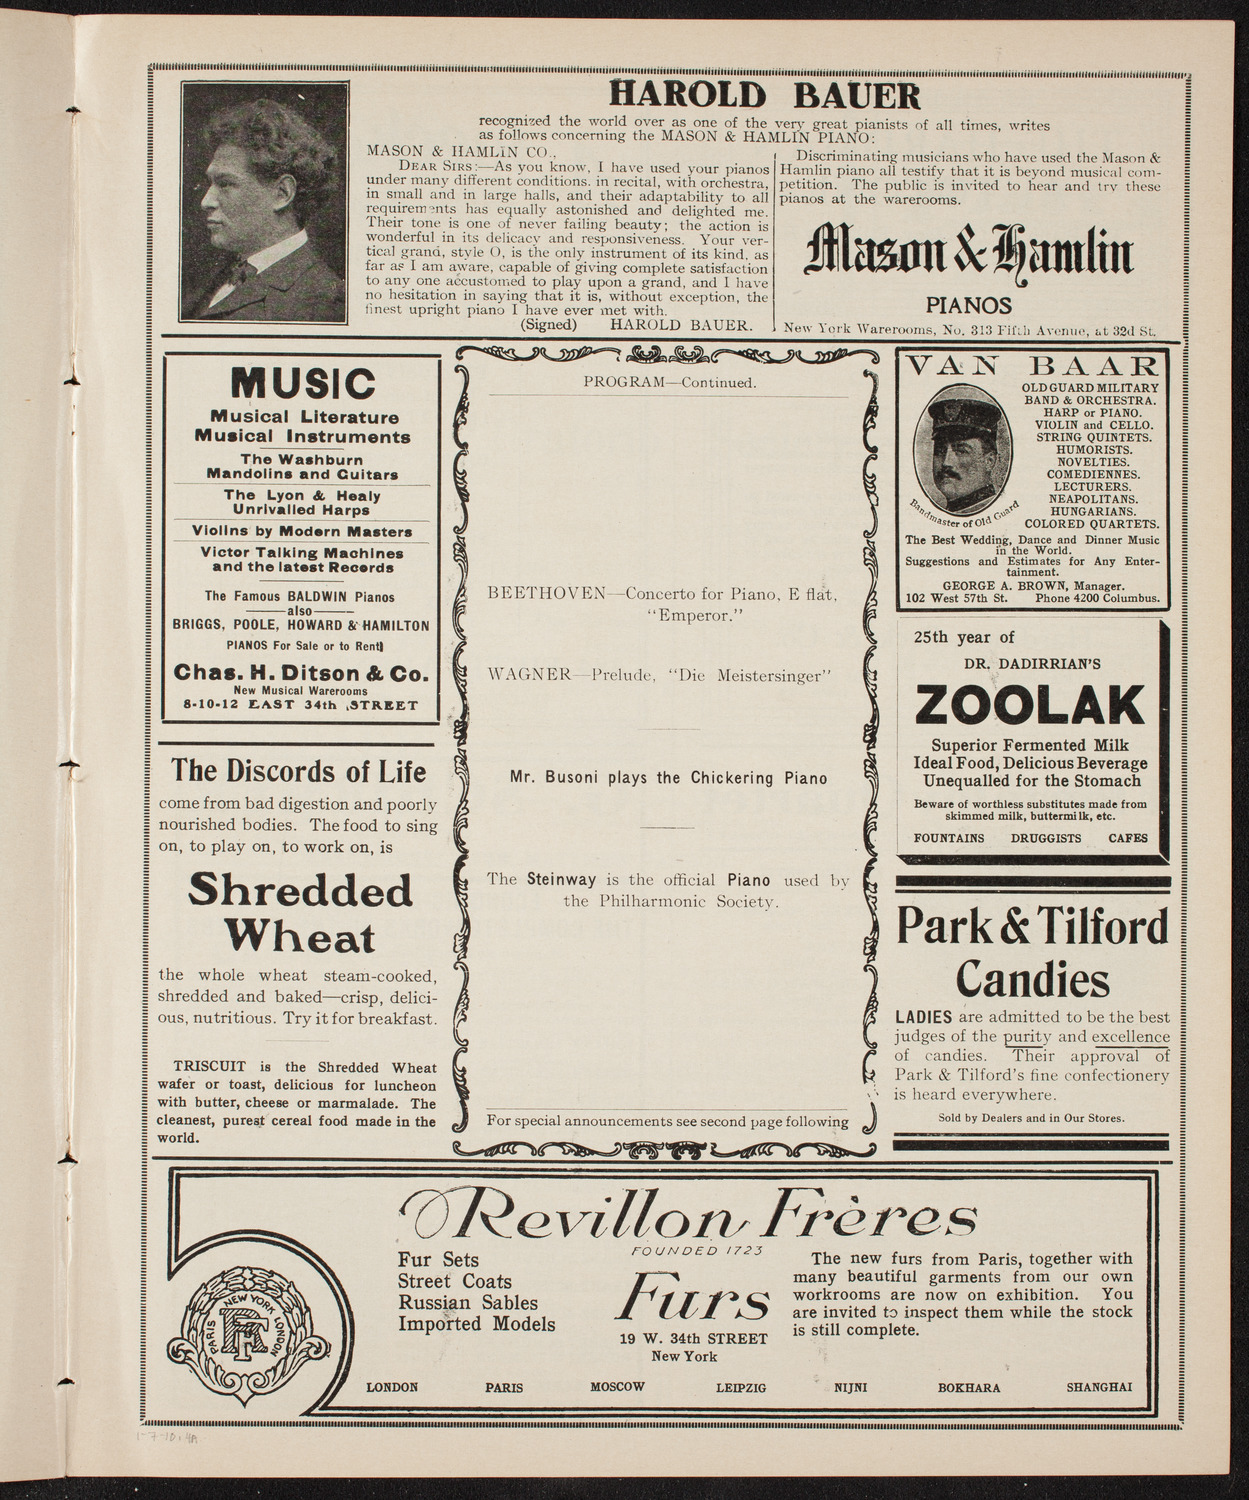 HAROLD BAUER
recognized the world over as one of the very great pianists of all times, writes
as follows concerning the MASON & HAMLIN PIANO:
MASON & HAMLIN CO.,
DEAR SIRS:—As you know, I have used your pianos
under many different conditions. in recital, with orchestra,
in small and in large halls, and their adaptability to all
requirements has equally astonished and delighted me.
Their tone is one of never failing beauty; the action is
wonderful in its delicacy and responsiveness. Your ver-
tical grand, style O, is the only instrument of its kind, as
far as I am aware, capable of giving complete satisfaction
to any one accustomed to play upon a grand, and I have
no hesitation in saying that it is, without exception, the
finest upright piano I have ever met with.
(Signed) HAROLD BAUER.
Discriminating musicians who have used the Mason &
Hamlin piano all testify that it is beyond musical com-
petition. The public is invited to hear and try these
pianos at the warerooms.
Mason & Hamlin
PIANOS
New York Warerooms, No. 313 Fifth Avenue, at 32d St.
MUSIC
Musical Literature
Musical Instruments
The Washburn
Mandolins and Guitars
The Lyon & Healy
Unrivalled Harps
Violins by Modern Masters
Victor Talking Machines
and the latest Records
The Famous BALDWIN Pianos
also
BRIGGS, POOLE, HOWARD & HAMILTON
PIANOS For Sale or to Rent
Chas. H. Ditson & Co.
New Musical Warerooms
8-10-12 EAST 34th STREET
The Discords of Life
come from bad digestion and poorly
nourished bodies. The food to sing
on, to play on, to work on, is
Shredded
Wheat
the whole wheat steam-cooked,
shredded and baked—crisp, delici-
ous, nutritious. Try it for breakfast.
TRISCUIT is the Shredded Wheat
wafer or toast, delicious for luncheon
with butter, cheese or marmalade. The
cleanest, purest cereal food made in the
world.
PROGRAM—Continued.
BEETHOVEN—Concerto for Piano, E flat,
"Emperor."
WAGNER—Prelude, "Die Meistersinger"
Mr. Busoni plays the Chickering Piano
The Steinway is the official Piano used by
the Philharmonic Society.
For special announcements see second page following
VAN BAAR
OLD GUARD MILITARY
BAND & ORCHESTRA.
HARP or PIANO.
VIOLIN and CELLO.
STRING QUINTETS.
HUMORISTS.
NOVELTIES.
COMEDIENNES.
LECTURERS.
NEAPOLITANS.
HUNGARIANS.
COLORED QUARTETS.
Bandmaster of Old Guard
The Best Wedding, Dance and Dinner Music
in the World.
Suggestions and Estimates for Any Enter-
tainment.
GEORGE A. BROWN, Manager.
102 West 57th St. Phone 4200 Columbus.
25th year of
DR. DADIRRIAN'S
ZOOLAK
Superior Fermented Milk
Ideal Food, Delicious Beverage
Unequalled for the Stomach
Beware of worthless substitutes made from
skimmed milk, buttermilk, etc.
FOUNTAINS DRUGGISTS CAFES
Park & Tilford
Candies
LADIES are admitted to be the best
judges of the purity and excellence
of candies. Their approval of
Park & Tilford's fine confectionery
is heard everywhere.
Sold by Dealers and in Our Stores.
Revillon Frères
FOUNDED 1723
Fur Sets
Street Coats
Russian Sables
Imported Models
Furs
19 W. 34th STREET
New York
The new furs from Paris, together with
many beautiful garments from our own
workrooms are now on exhibition. You
are invited to inspect them while the stock
is still complete.
PARIS NEW YORK LONDON
RF
LONDON PARIS MOSCOW LEIPZIG NIJNI BOKHARA SHANGHAI
1-7-10.4A